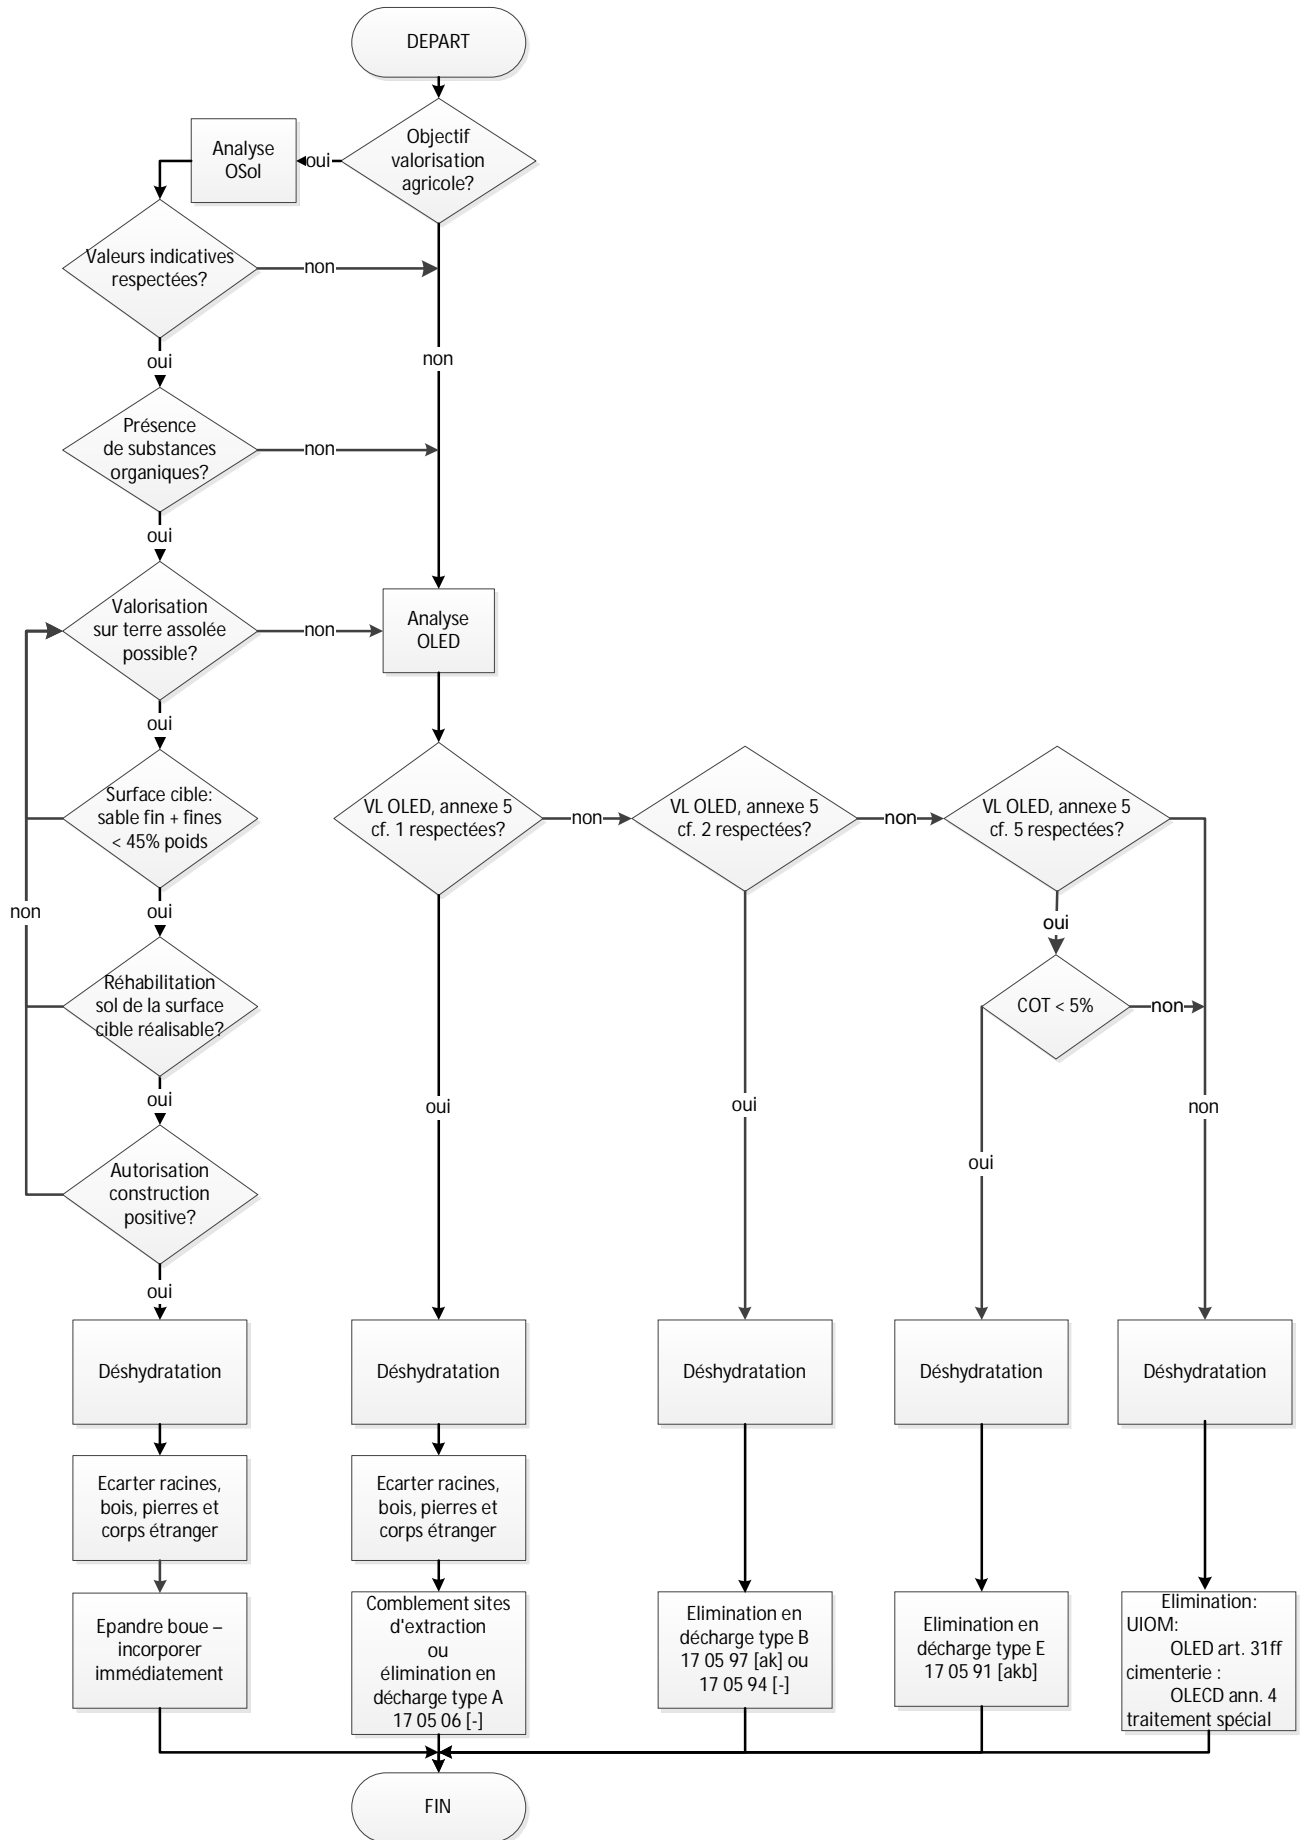 DEPART
Objectif
valorisation
agricole?
oui
Analyse
OSol
Valeurs indicatives
respectées?
non
oui
non
Présence
de substances
organiques?
non
oui
Valorisation
sur terre assolée
possible?
non
Analyse
OLED
oui
Surface cible:
sable fin + fines
< 45% poids
VL OLED, annexe 5
cf. 1 respectées?
non
VL OLED, annexe 5
cf. 2 respectées?
non
VL OLED, annexe 5
cf. 5 respectées?
non
oui
oui
Réhabilitation
sol de la surface
cible réalisable?
COT < 5%
non
oui
oui
oui
non
Autorisation
construction
positive?
oui
oui
Déshydratation
Déshydratation
Déshydratation
Déshydratation
Déshydratation
Ecarter racines,
bois, pierres et
corps étranger
Ecarter racines,
bois, pierres et
corps étranger
Epandre boue –
incorporer
immédiatement
Comblement sites
d'extraction
ou
élimination en
décharge type A
17 05 06 [-]
Elimination en
décharge type B
17 05 97 [ak] ou
17 05 94 [-]
Elimination en
décharge type E
17 05 91 [akb]
Elimination:
UIOM:
OLED art. 31ff
cimenterie :
OLECD ann. 4
traitement spécial
FIN